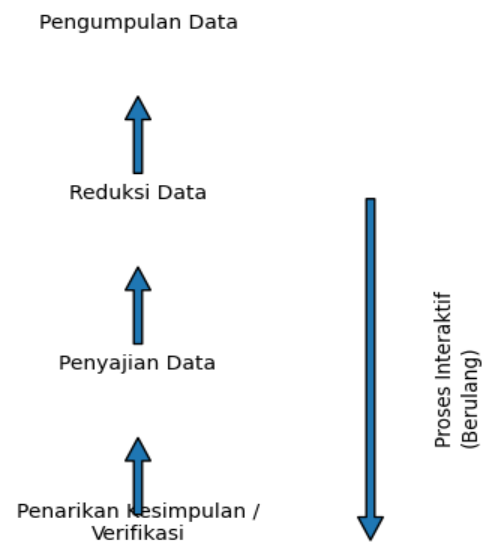 Pengumpulan Data
Reduksi Data
Penyajian Data
Penarikan Kesimpulan /
Verifikasi
Proses Interaktif
(Berulang)